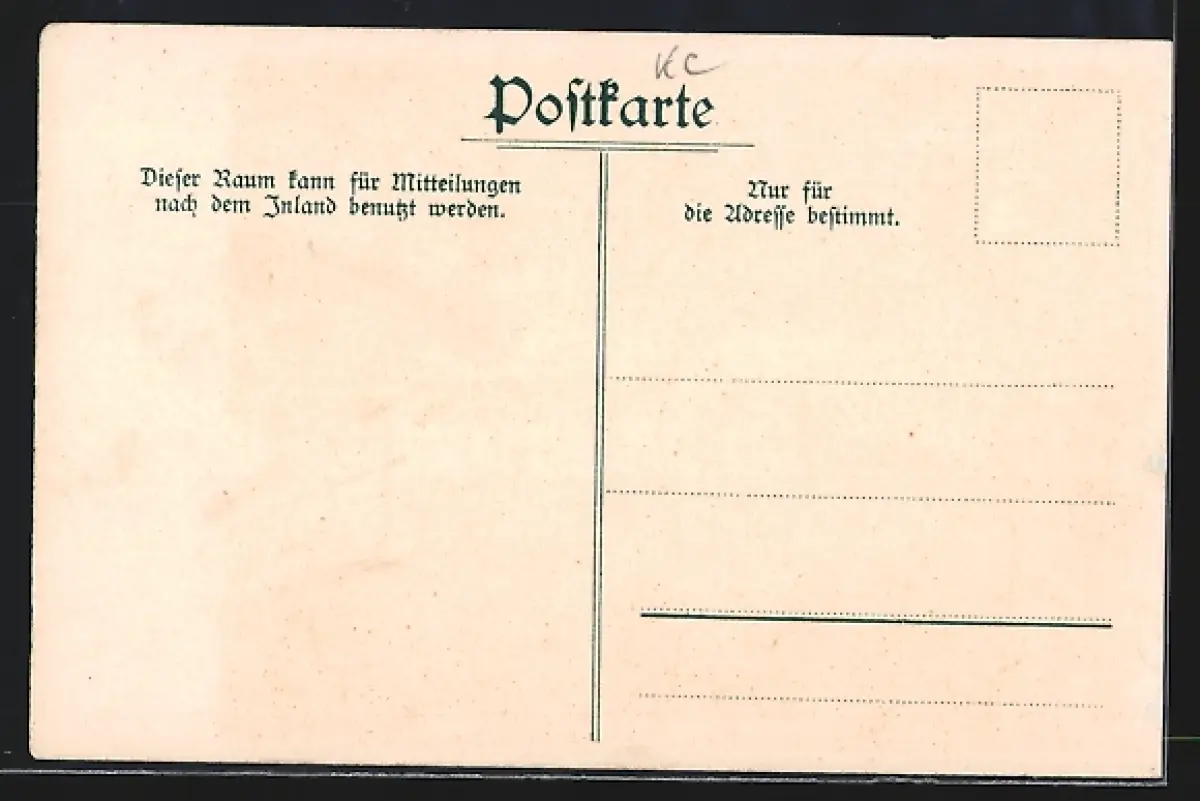 KC
Poſtkarte
Dieſer Raum kann für Mitteilungen
nach dem Inland benutzt werden.
Nur für
die Adreſſe beſtimmt.